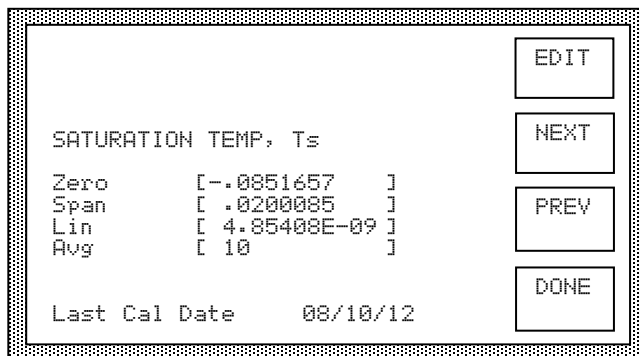 EDIT
SATURATION TEMP, Ts
NEXT
Zero [-.0851657 ]
Span [ .0200085 ]
Lin [ 4.85408E-09 ]
Avg [ 10 ]
PREV
Last Cal Date 08/10/12
DONE